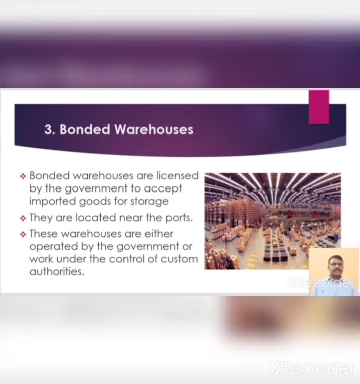 3. Bonded Warehouses
Bonded warehouses are licensed
by the government to accept
imported goods for storage
They are located near the ports.
These warehouses are either
operated by the government or
work under the control of custom
authorities.
XRecorder
XRecorder